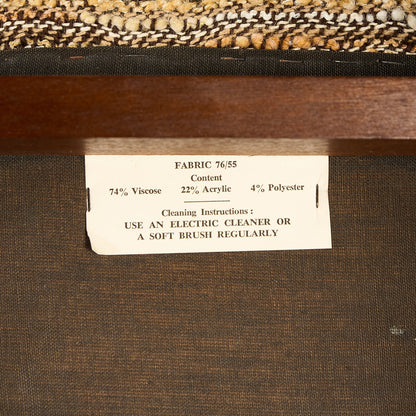 FABRIC 76/55
Content
74% Viscose 22% Acrylic 4% Polyester
Cleaning Instructions :
USE AN ELECTRIC CLEANER OR
A SOFT BRUSH REGULARLY